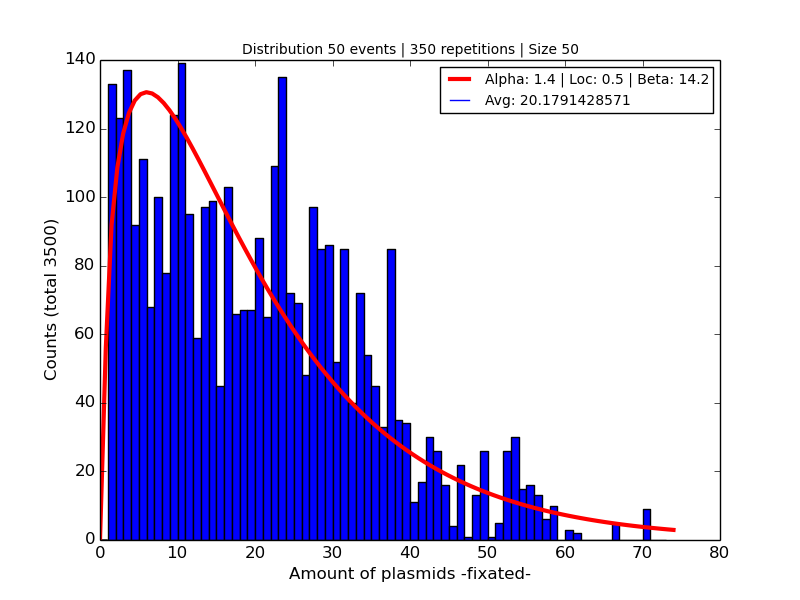 Distribution 50 events | 350 repetitions | Size 50
Alpha: 1.4 | Loc: 0.5 | Beta: 14.2
Avg: 20.1791428571
140
120
100
80
60
40
20
0
Counts (total 3500)
0 10 20 30 40 50 60 70 80
Amount of plasmids -fixated-